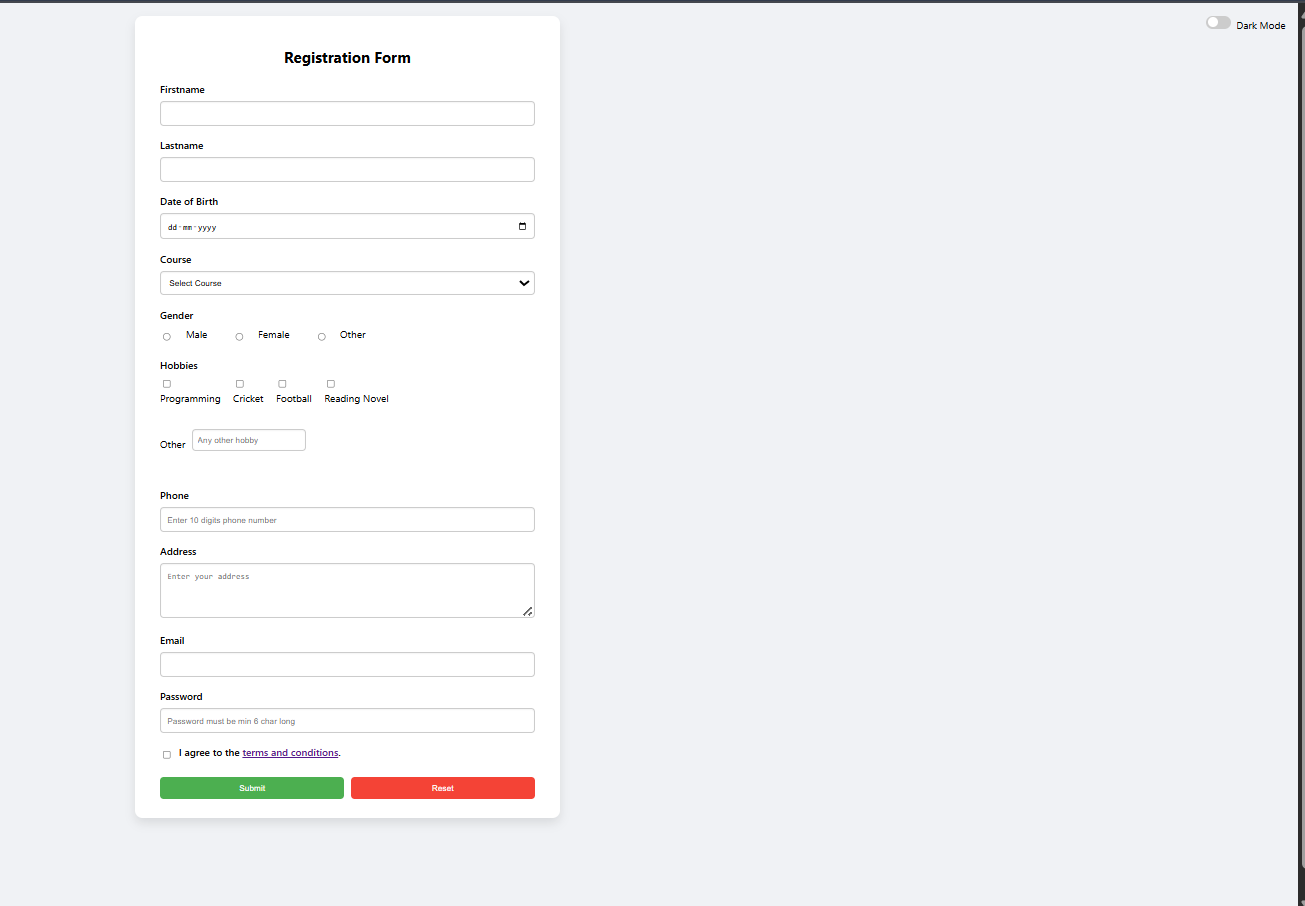 Dark Mode
Registration Form
Firstname
Lastname
Date of Birth
dd-mm-yyyy
Course
Select Course
Gender
Male Female Other
Hobbies
Programming Cricket Football Reading Novel
Other Any other hobby
Phone
Enter 10 digits phone number
Address
Enter your address
Email
Password
Password must be min 6 char long
I agree to the terms and conditions.
Submit Reset